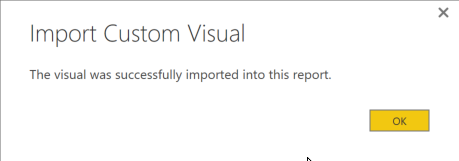 Import Custom Visual
The visual was successfully imported into this report.
OK